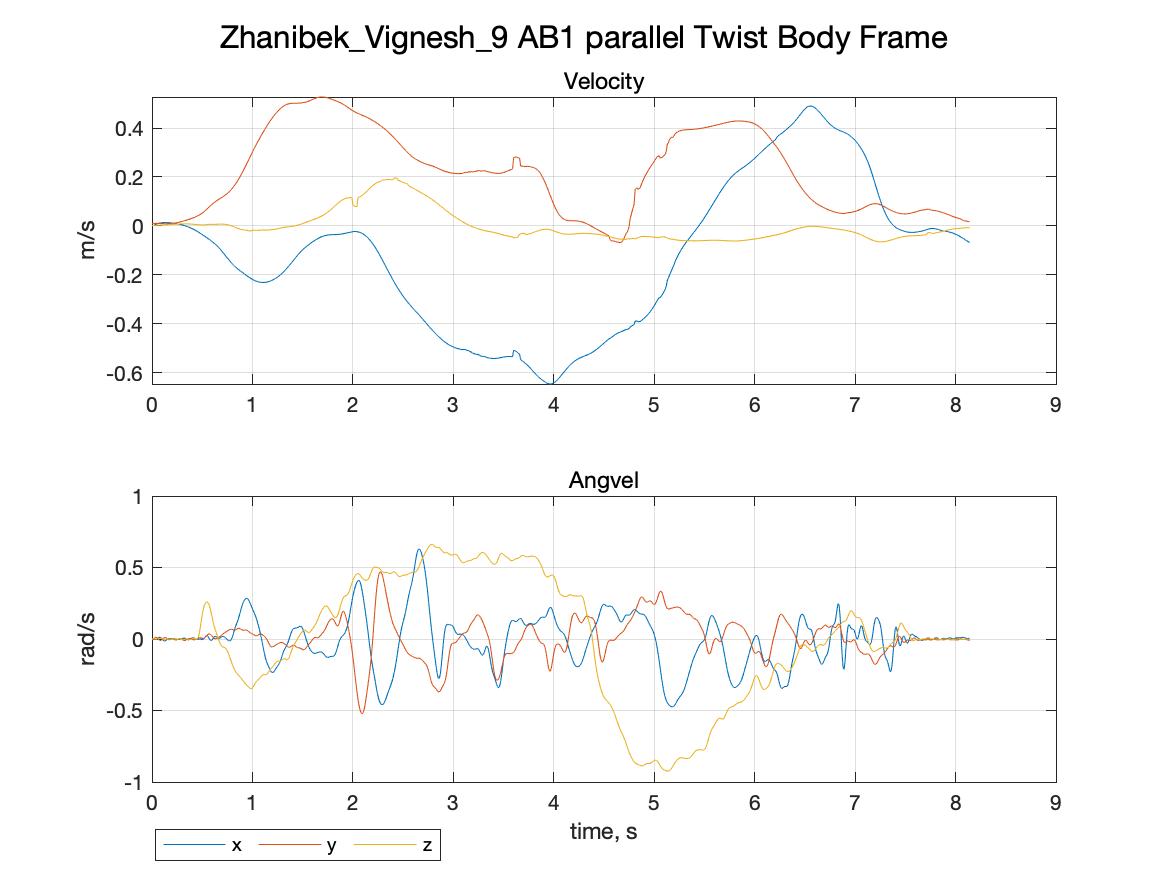 Zhanibek_Vignesh_9 AB1 parallel Twist Body Frame
Velocity
0.4
0.2
0
-0.2
-0.4
-0.6
m/s
0 1 2 3 4 5 6 7 8 9
Angvel
1
0.5
0
-0.5
-1
rad/s
0 1 2 3 4 5 6 7 8 9
time, s
x y z